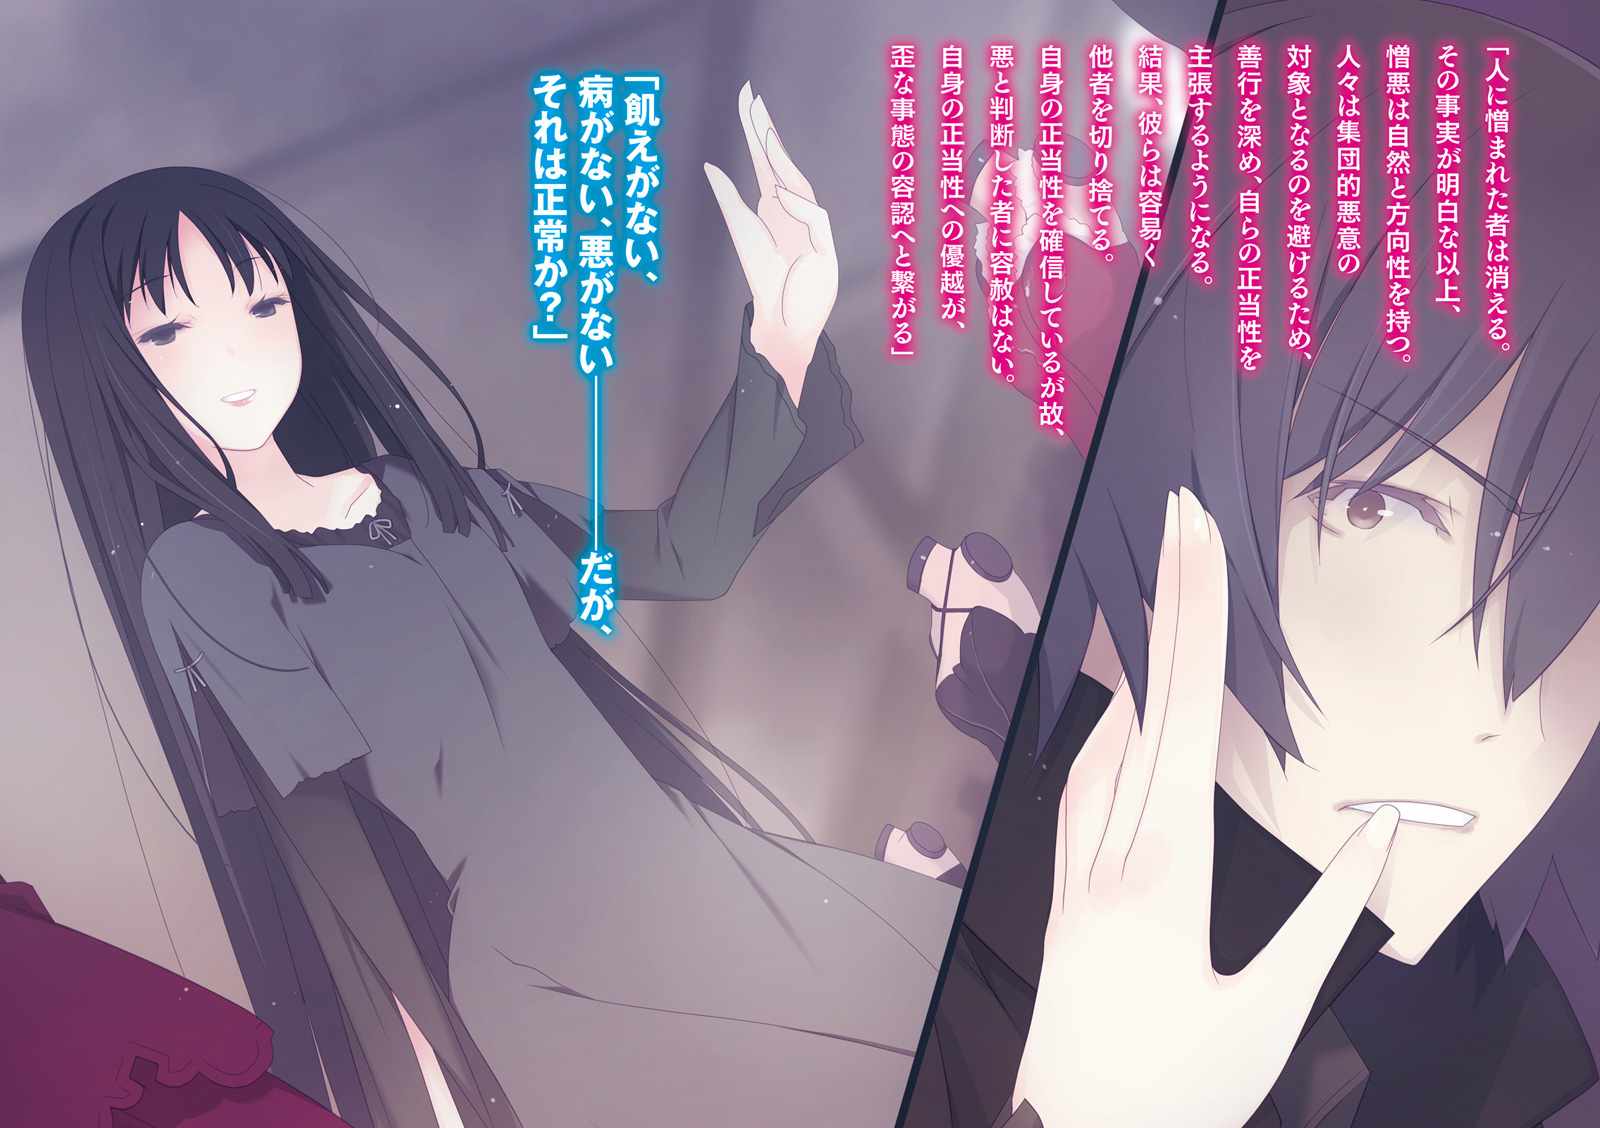 「人に憎まれた者は消える。
その事実が明白な以上、
憎悪は自然と方向性を持つ。
人々は集団的悪意の
対象となるのを避けるため、
善行を深め、自らの正当性を
主張するようになる。
結果、彼らは容易く
他者を切り捨てる。
自身の正当性を確信しているが故、
悪と判断した者に容赦はない。
自身の正当性への優越が、
歪な事態の容認へと繋がる」
「飢えがない、
病がない、悪がない――――だが、
それは正常か?」